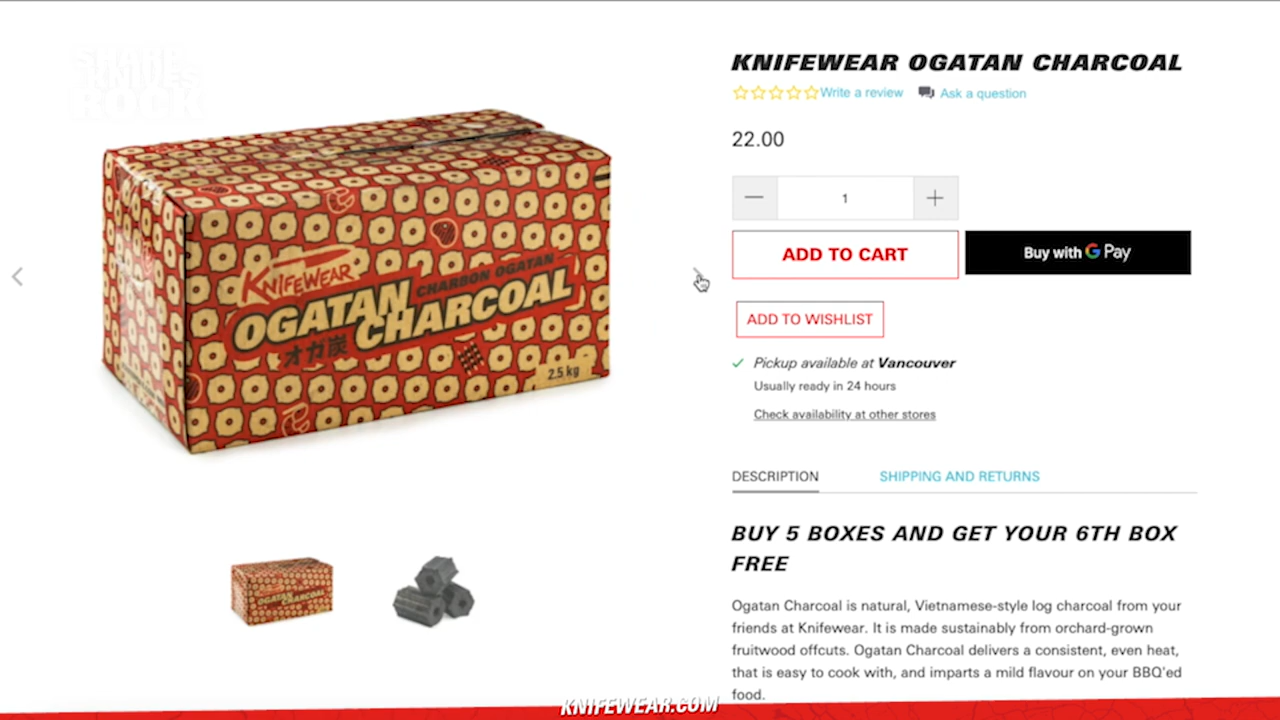 SHARP
KNIVES
ROCK
KNIFEWEAR
OGATAN
CHARCOAL
CHARBON OGATAN
オガ炭
2.5 kg
KNIFEWEAR OGATAN CHARCOAL
Write a review Ask a question
22.00
1
ADD TO CART
Buy with G Pay
ADD TO WISHLIST
Pickup available at Vancouver
Usually ready in 24 hours
Check availability at other stores
DESCRIPTION SHIPPING AND RETURNS
BUY 5 BOXES AND GET YOUR 6TH BOX
FREE
Ogatan Charcoal is natural, Vietnamese-style log charcoal from your
friends at Knifewear. It is made sustainably from orchard-grown
fruitwood offcuts. Ogatan Charcoal delivers a consistent, even heat,
that is easy to cook with, and imparts a mild flavour on your BBQ'ed
food.
KNIFEWEAR.COM